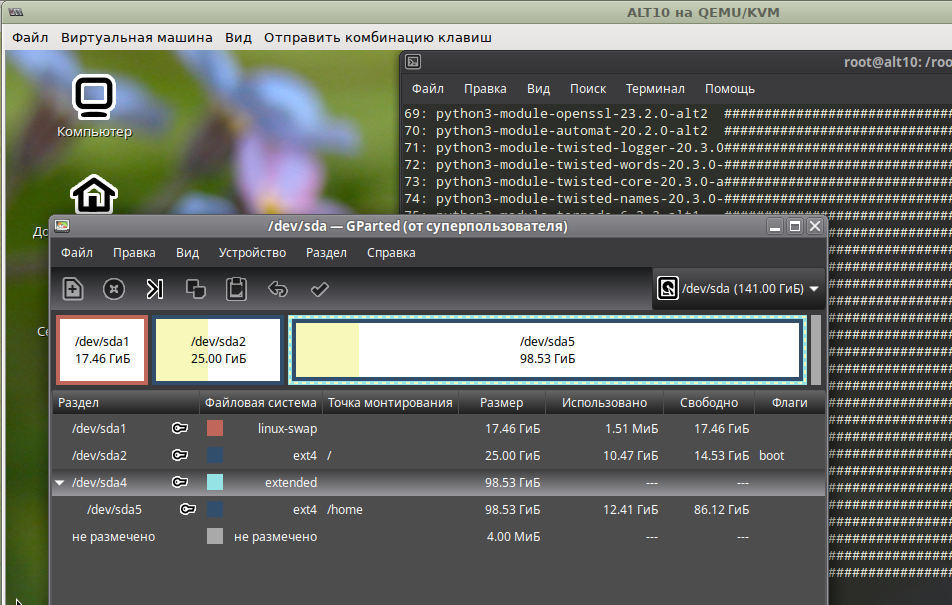 ALT10 на QEMU/KVM
Файл Виртуальная машина Вид Отправить комбинацию клавиш
Компьютер
root@alt10: /roo
Файл Правка Вид Поиск Терминал Помощь
69: python3-module-openssl-23.2.0-alt2 #############################
70: python3-module-automat-20.2.0-alt2 #############################
71: python3-module-twisted-logger-20.3.0#############################
72: python3-module-twisted-words-20.3.0-#############################
73: python3-module-twisted-core-20.3.0-a#############################
74: python3-module-twisted-names-20.3.0-#############################
/dev/sda — GParted (от суперпользователя)
Файл Правка Вид Устройство Раздел Справка
/dev/sda (141.00 ГиБ)
/dev/sda1
17.46 ГиБ
/dev/sda2
25.00 ГиБ
/dev/sda5
98.53 ГиБ
Раздел Файловая система Точка монтирования Размер Использовано Свободно Флаги
/dev/sda1 linux-swap 17.46 ГиБ 1.51 МиБ 17.46 ГиБ
/dev/sda2 ext4 / 25.00 ГиБ 10.47 ГиБ 14.53 ГиБ boot
/dev/sda4 extended 98.53 ГиБ --- ---
/dev/sda5 ext4 /home 98.53 ГиБ 12.41 ГиБ 86.12 ГиБ
не размечено не размечено 4.00 МиБ --- ---